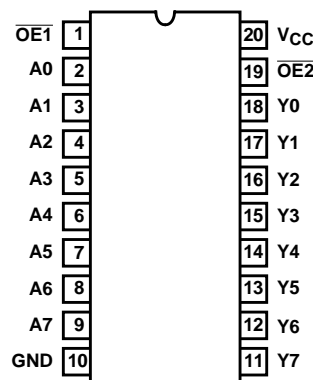 OE1 1 20 VCC
A0 2 19 OE2
A1 3 18 Y0
A2 4 17 Y1
A3 5 16 Y2
A4 6 15 Y3
A5 7 14 Y4
A6 8 13 Y5
A7 9 12 Y6
GND 10 11 Y7